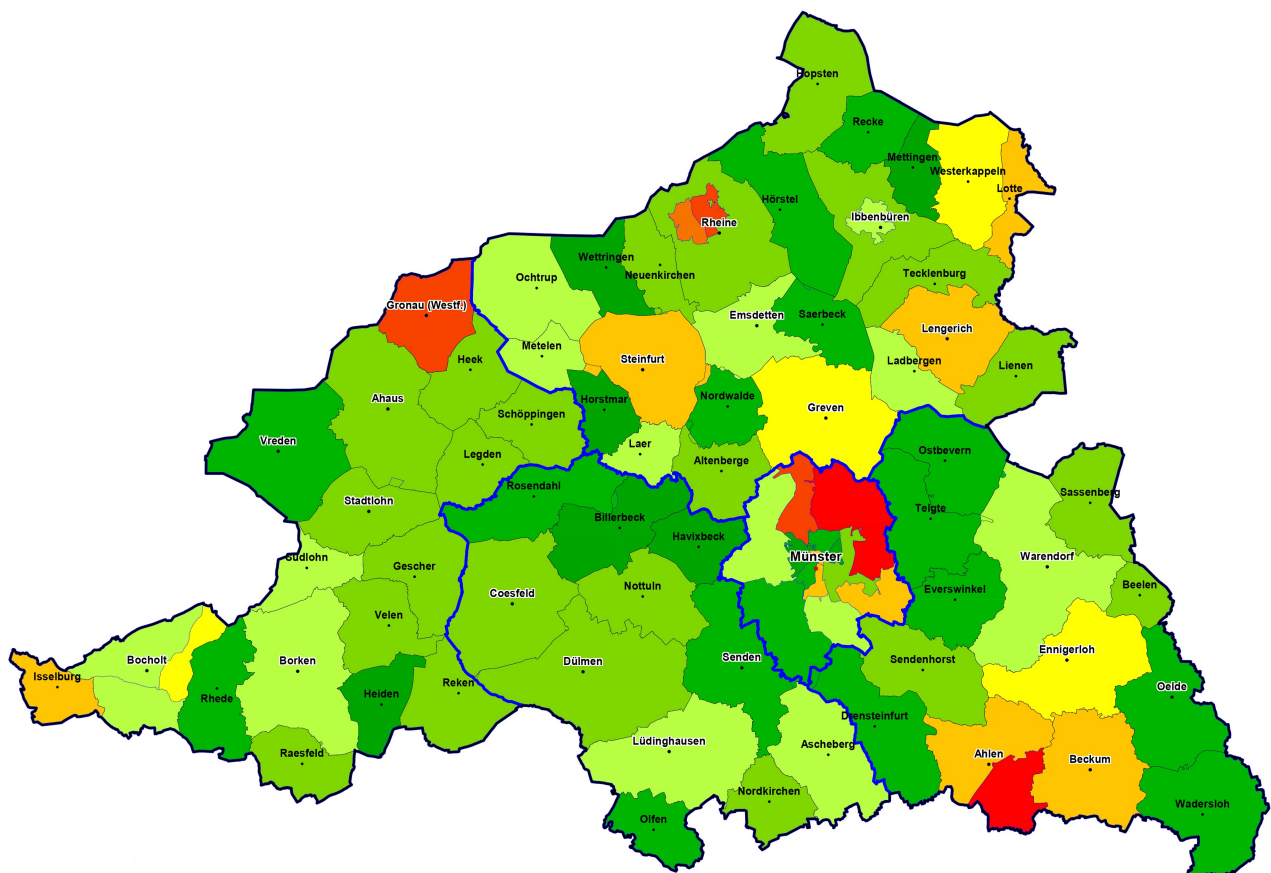 Hopsten
Recke
Mettingen
Westerkappeln
Lotte
Hörstel
Ibbenbüren
Rheine
Wettringen
Neuenkirchen
Ochtrup
Tecklenburg
Gronau (Westf.)
Emsdetten
Saerbeck
Lengerich
Metelen
Heek
Steinfurt
Ladbergen
Lienen
Ahaus
Horstmar
Nordwalde
Greven
Schöppingen
Vreden
Laer
Legden
Altenberge
Ostbevern
Rosendahl
Sassenberg
Stadtlohn
Telgte
Billerbeck
Havixbeck
Südlohn
Gescher
Münster
Warendorf
Nottuln
Coesfeld
Beelen
Everswinkel
Velen
Ennigerloh
Bocholt
Borken
Dülmen
Senden
Sendenhorst
Isselburg
Reken
Heiden
Rhede
Oelde
Drensteinfurt
Lüdinghausen
Ascheberg
Raesfeld
Ahlen
Beckum
Nordkirchen
Wadersloh
Olfen